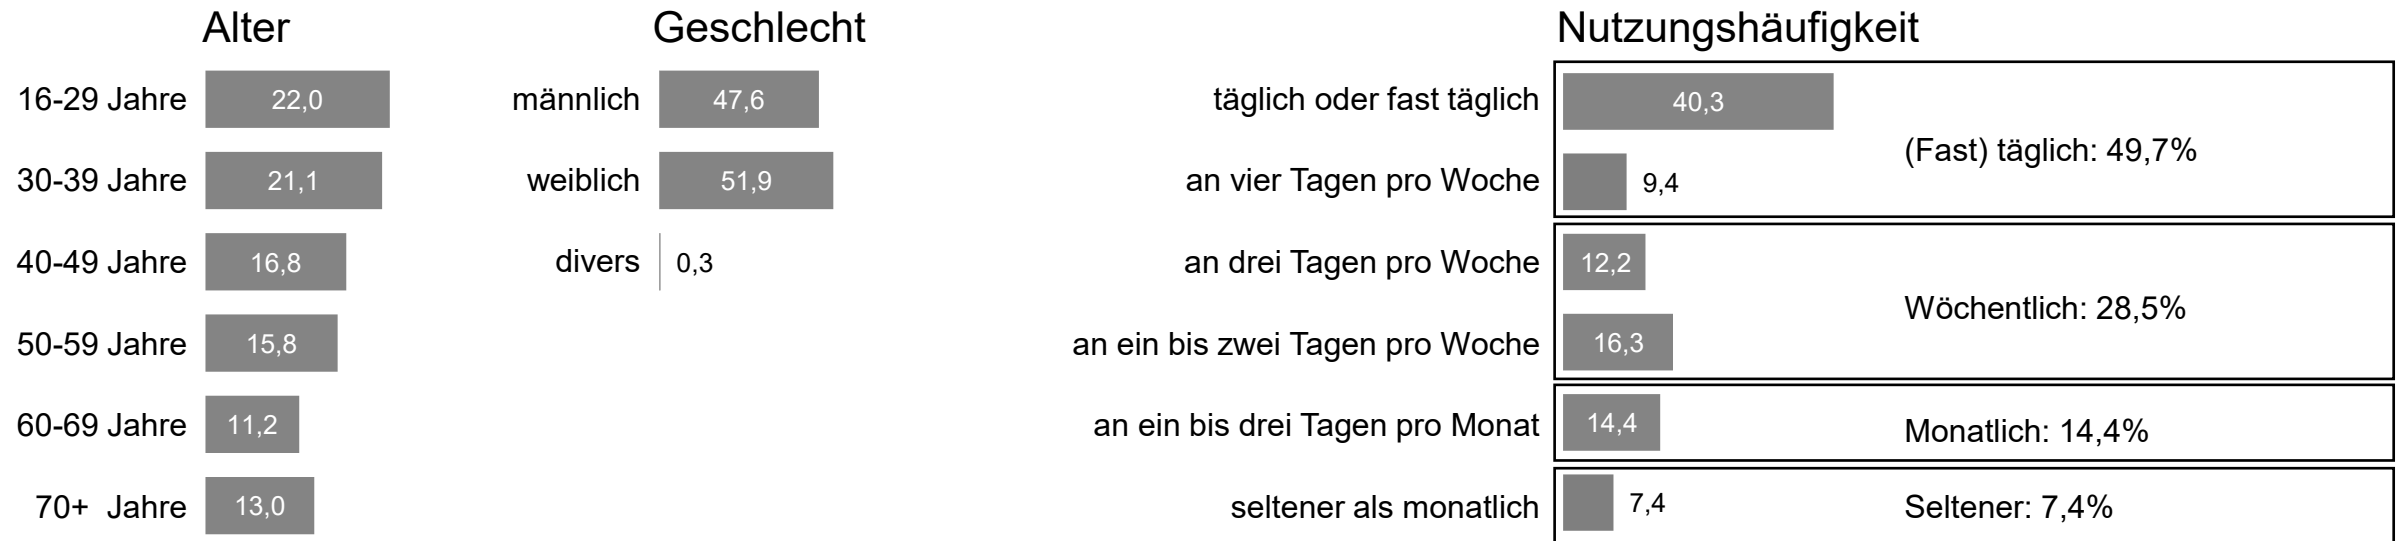 Alter
16-29 Jahre 22,0
30-39 Jahre 21,1
40-49 Jahre 16,8
50-59 Jahre 15,8
60-69 Jahre 11,2
70+ Jahre 13,0
Geschlecht
männlich 47,6
weiblich 51,9
divers 0,3
Nutzungshäufigkeit
täglich oder fast täglich 40,3
(Fast) täglich: 49,7%
an vier Tagen pro Woche 9,4
an drei Tagen pro Woche 12,2
Wöchentlich: 28,5%
an ein bis zwei Tagen pro Woche 16,3
an ein bis drei Tagen pro Monat 14,4
Monatlich: 14,4%
seltener als monatlich 7,4
Seltener: 7,4%